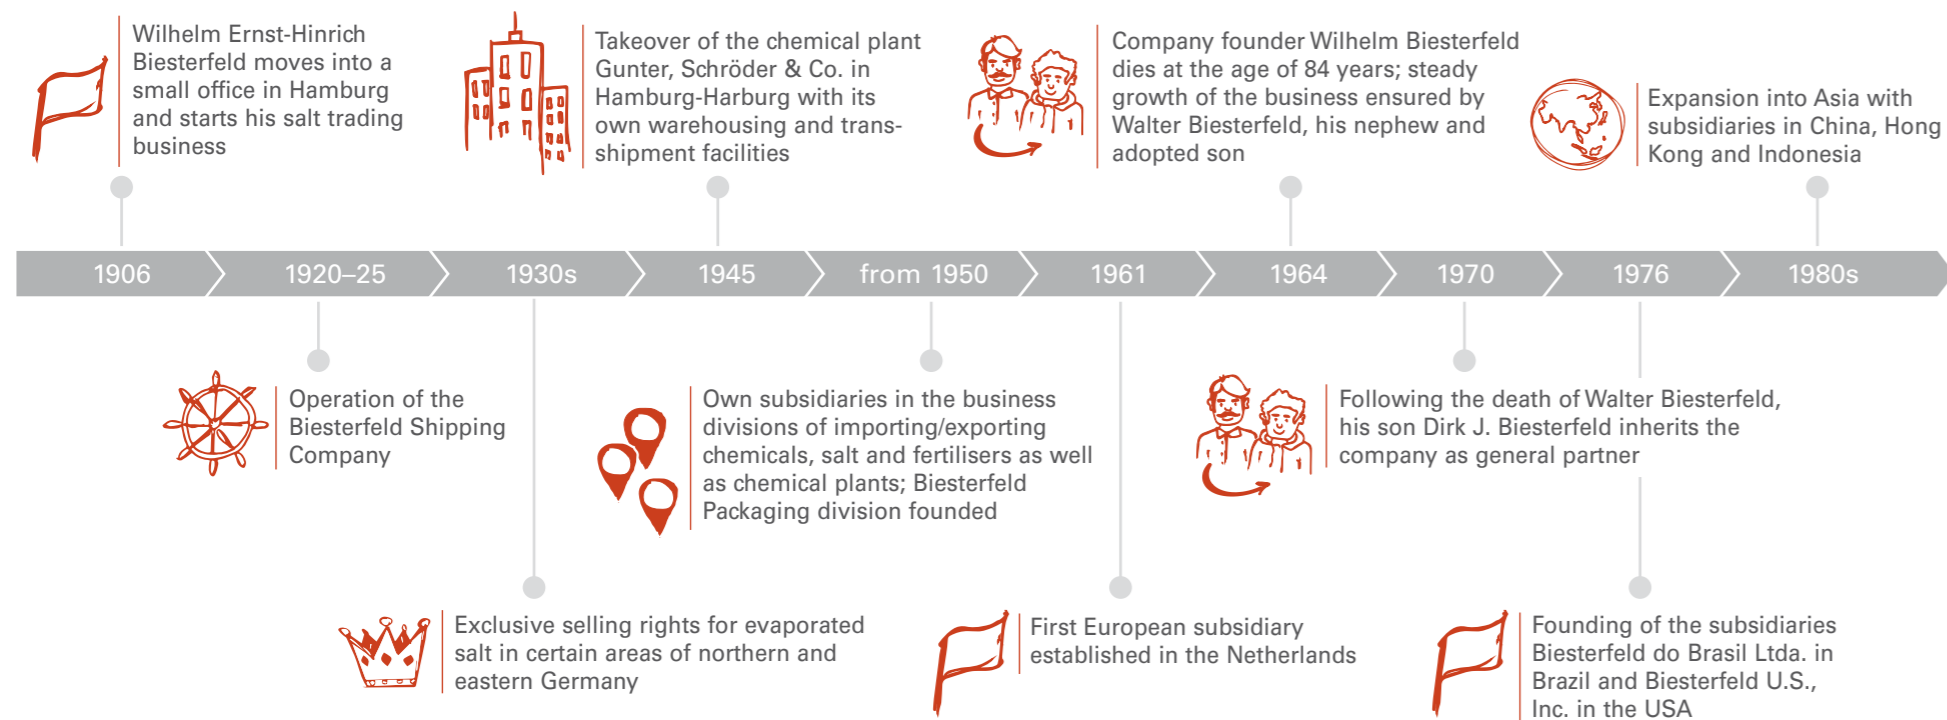 Wilhelm Ernst-Hinrich
Biesterfeld moves into a
small office in Hamburg
and starts his salt trading
business
Takeover of the chemical plant
Gunter, Schröder & Co. in
Hamburg-Harburg with its
own warehousing and trans-
shipment facilities
Company founder Wilhelm Biesterfeld
dies at the age of 84 years; steady
growth of the business ensured by
Walter Biesterfeld, his nephew and
adopted son
Expansion into Asia with
subsidiaries in China, Hong
Kong and Indonesia
1906
1920–25
1930s
1945
from 1950
1961
1964
1970
1976
1980s
Operation of the
Biesterfeld Shipping
Company
Own subsidiaries in the business
divisions of importing/exporting
chemicals, salt and fertilisers as well
as chemical plants; Biesterfeld
Packaging division founded
Following the death of Walter Biesterfeld,
his son Dirk J. Biesterfeld inherits the
company as general partner
Exclusive selling rights for evaporated
salt in certain areas of northern and
eastern Germany
First European subsidiary
established in the Netherlands
Founding of the subsidiaries
Biesterfeld do Brasil Ltda. in
Brazil and Biesterfeld U.S.,
Inc. in the USA